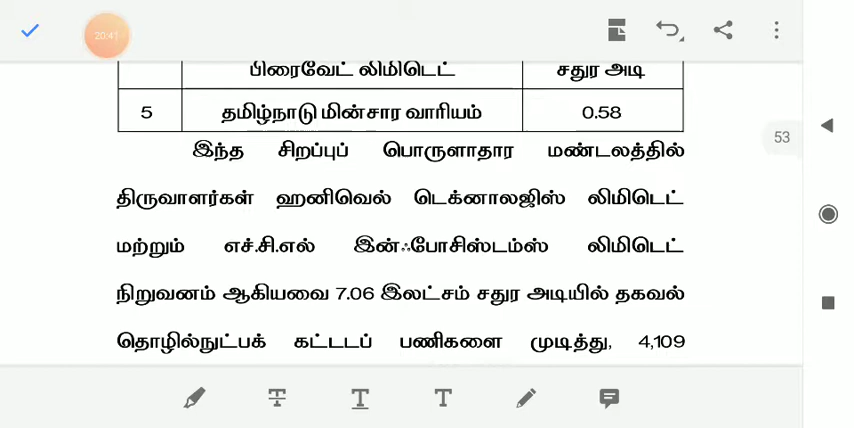 20:41
பிரைவேட் லிமிடெட் சதுர அடி
5 தமிழ்நாடு மின்சார வாரியம் 0.58
53
இந்த சிறப்புப் பொருளாதார மண்டலத்தில்
திருவாளர்கள் ஹனிவெல் டெக்னாலஜிஸ் லிமிடெட்
மற்றும் எச்.சி.எல் இன்ஃபோசிஸ்டம்ஸ் லிமிடெட்
நிறுவனம் ஆகியவை 7.06 இலட்சம் சதுர அடியில் தகவல்
தொழில்நுட்பக் கட்டடப் பணிகளை முடித்து, 4,109